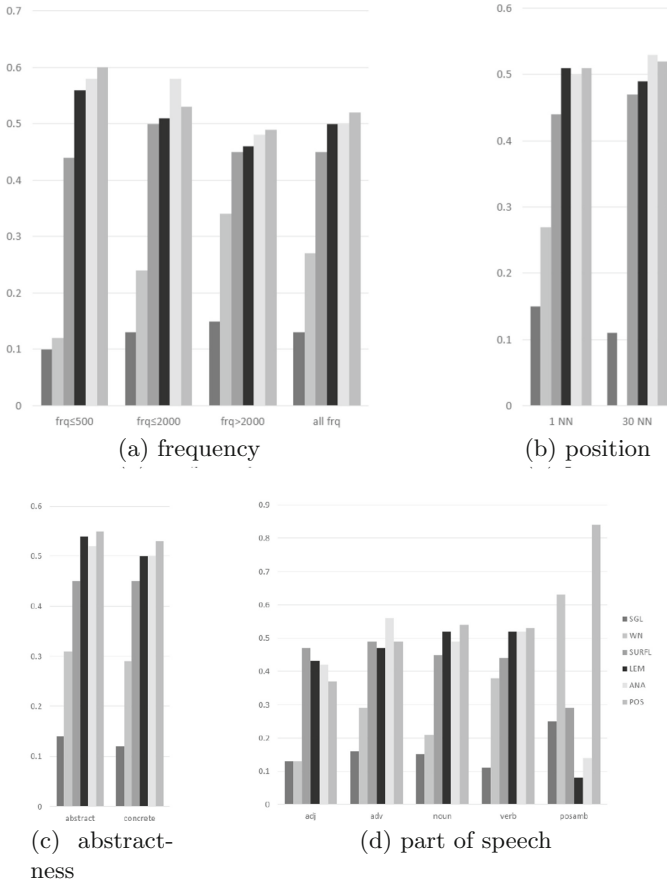 0.7
0.6
0.5
0.4
0.3
0.2
0.1
0
frq≤500 frq≤2000 frq>2000 all frq
(a) frequency
0.6
0.5
0.4
0.3
0.2
0.1
0
1 NN 30 NN
(b) position
0.6
0.5
0.4
0.3
0.2
0.1
0
abstract concrete
(c) abstract-
ness
0.9
0.8
0.7
0.6
0.5
0.4
0.3
0.2
0.1
0
adj adv noun verb posamb
SGL
WN
SURFL
LEM
ANA
POS
(d) part of speech